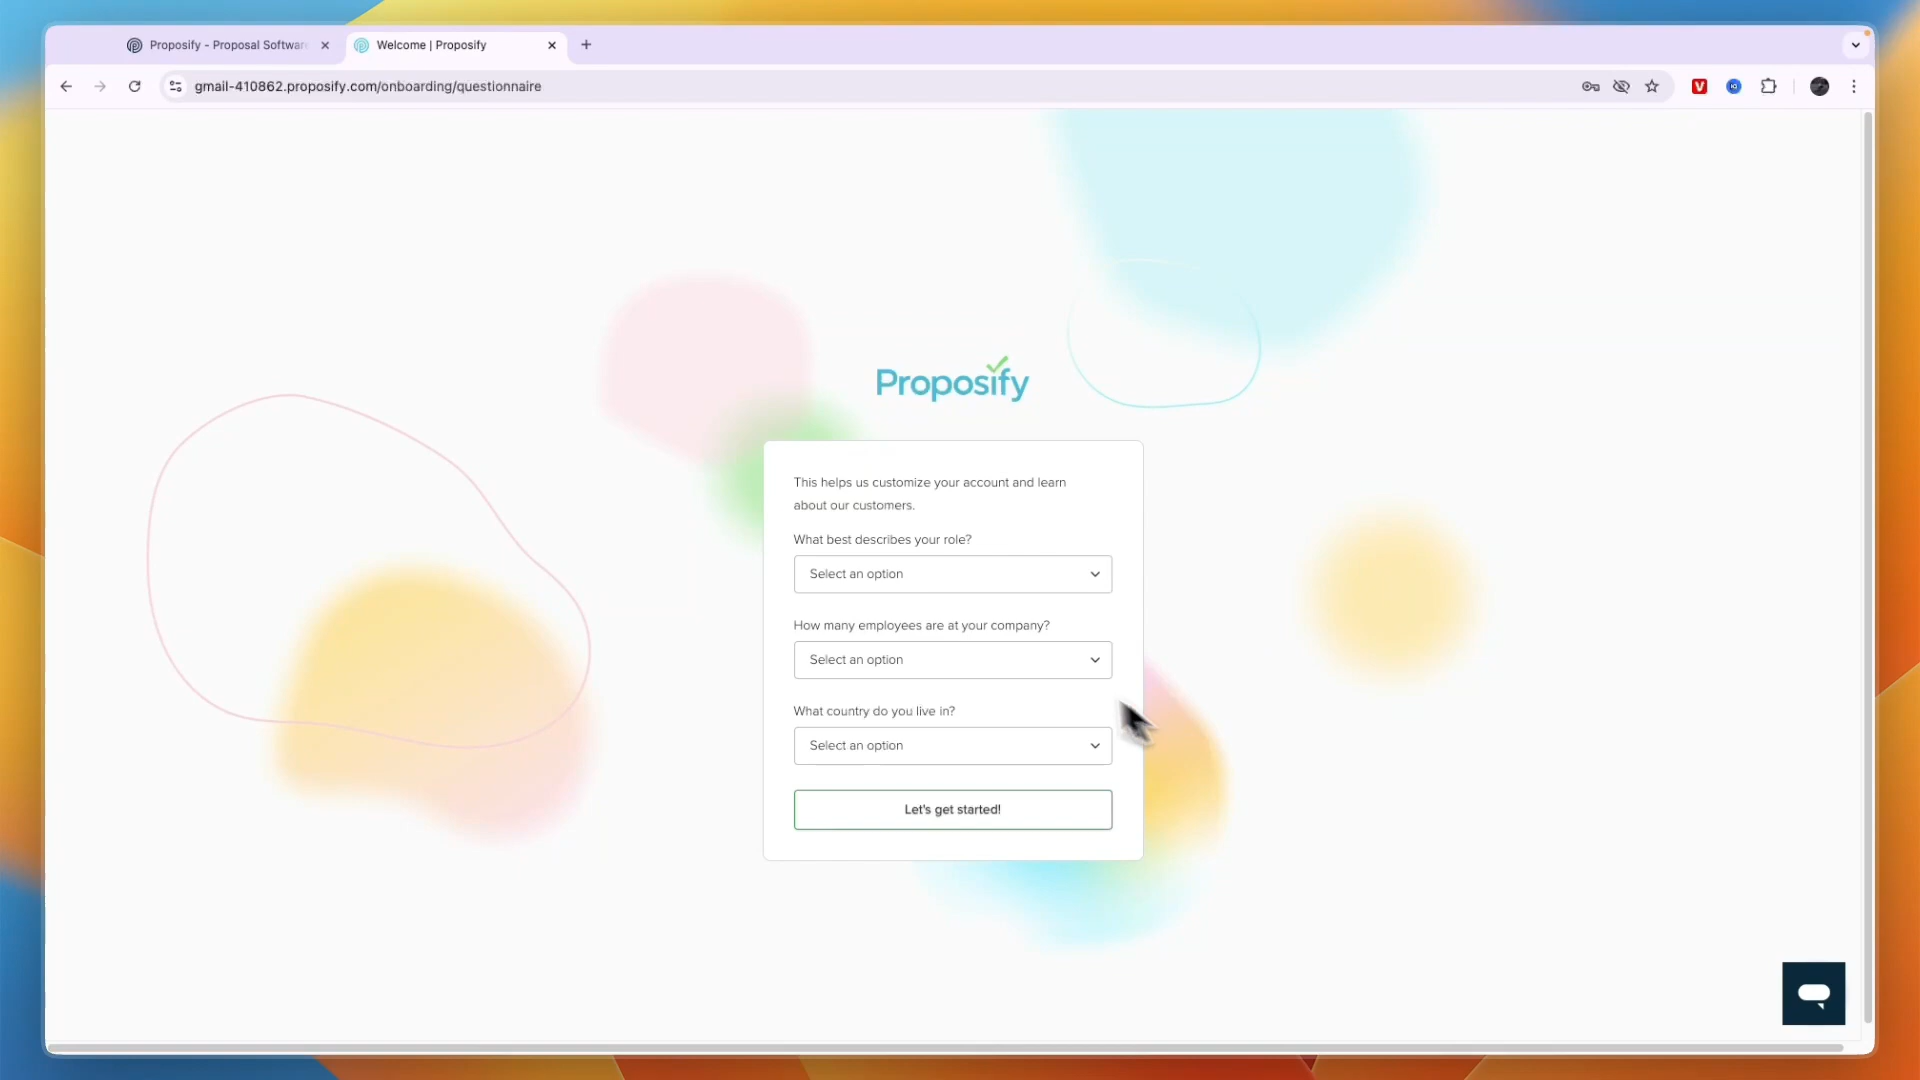 Proposify - Proposal Softwar
Welcome | Proposify
gmail-410862.proposify.com/onboarding/questionnaire
Proposify
This helps us customize your account and learn
about our customers.
What best describes your role?
Select an option
How many employees are at your company?
Select an option
What country do you live in?
Select an option
Let's get started!